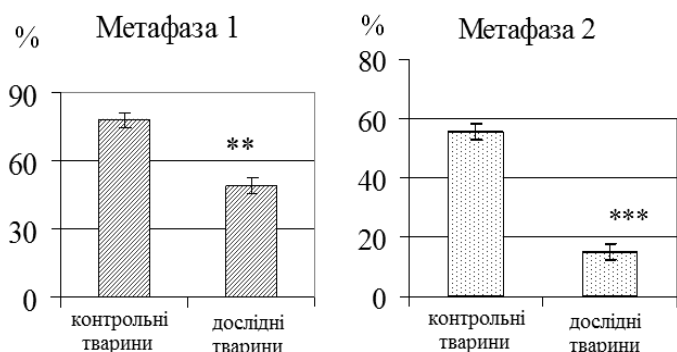 % Метафаза 1
90
60
30
0
**
контрольні
тварини
дослідні
тварини
% Метафаза 2
80
60
40
20
0
***
контрольні
тварини
дослідні
тварини